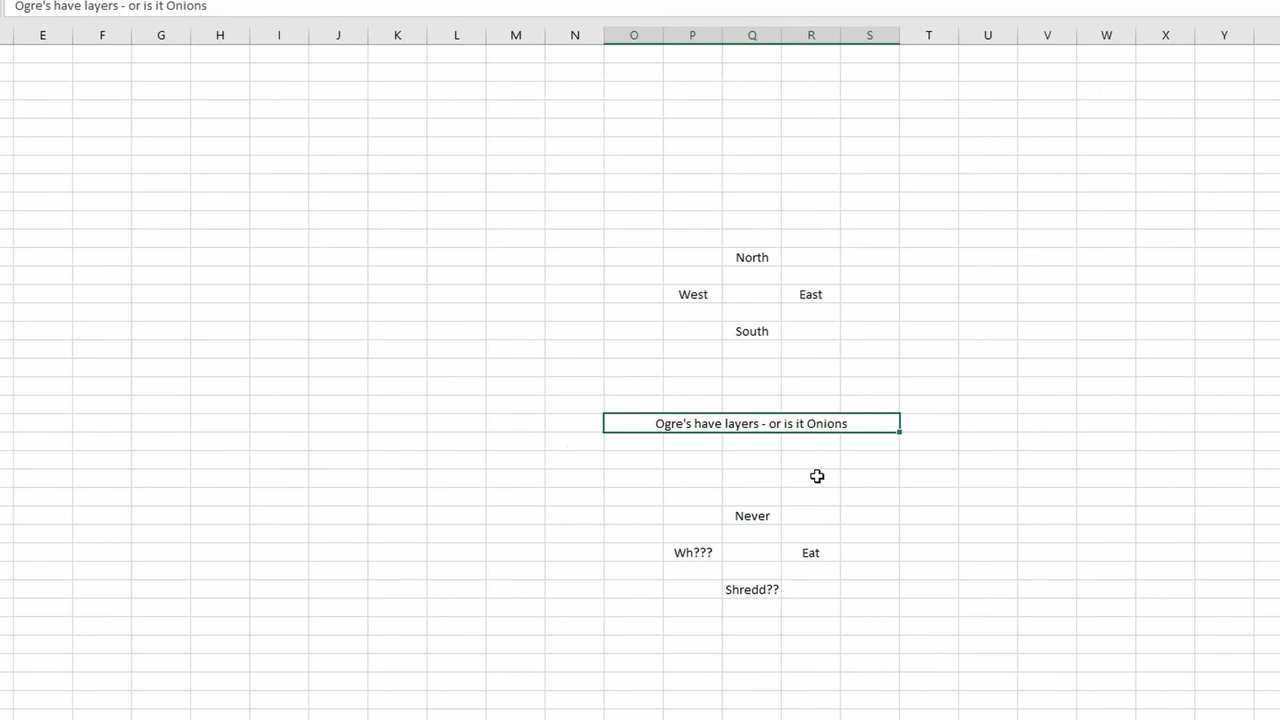 Ogre's have layers - or is it Onions
E F G H I J K L M N O P Q R S T U V W X Y
North
West East
South
Ogre's have layers - or is it Onions
Never
Wh??? Eat
Shredd??